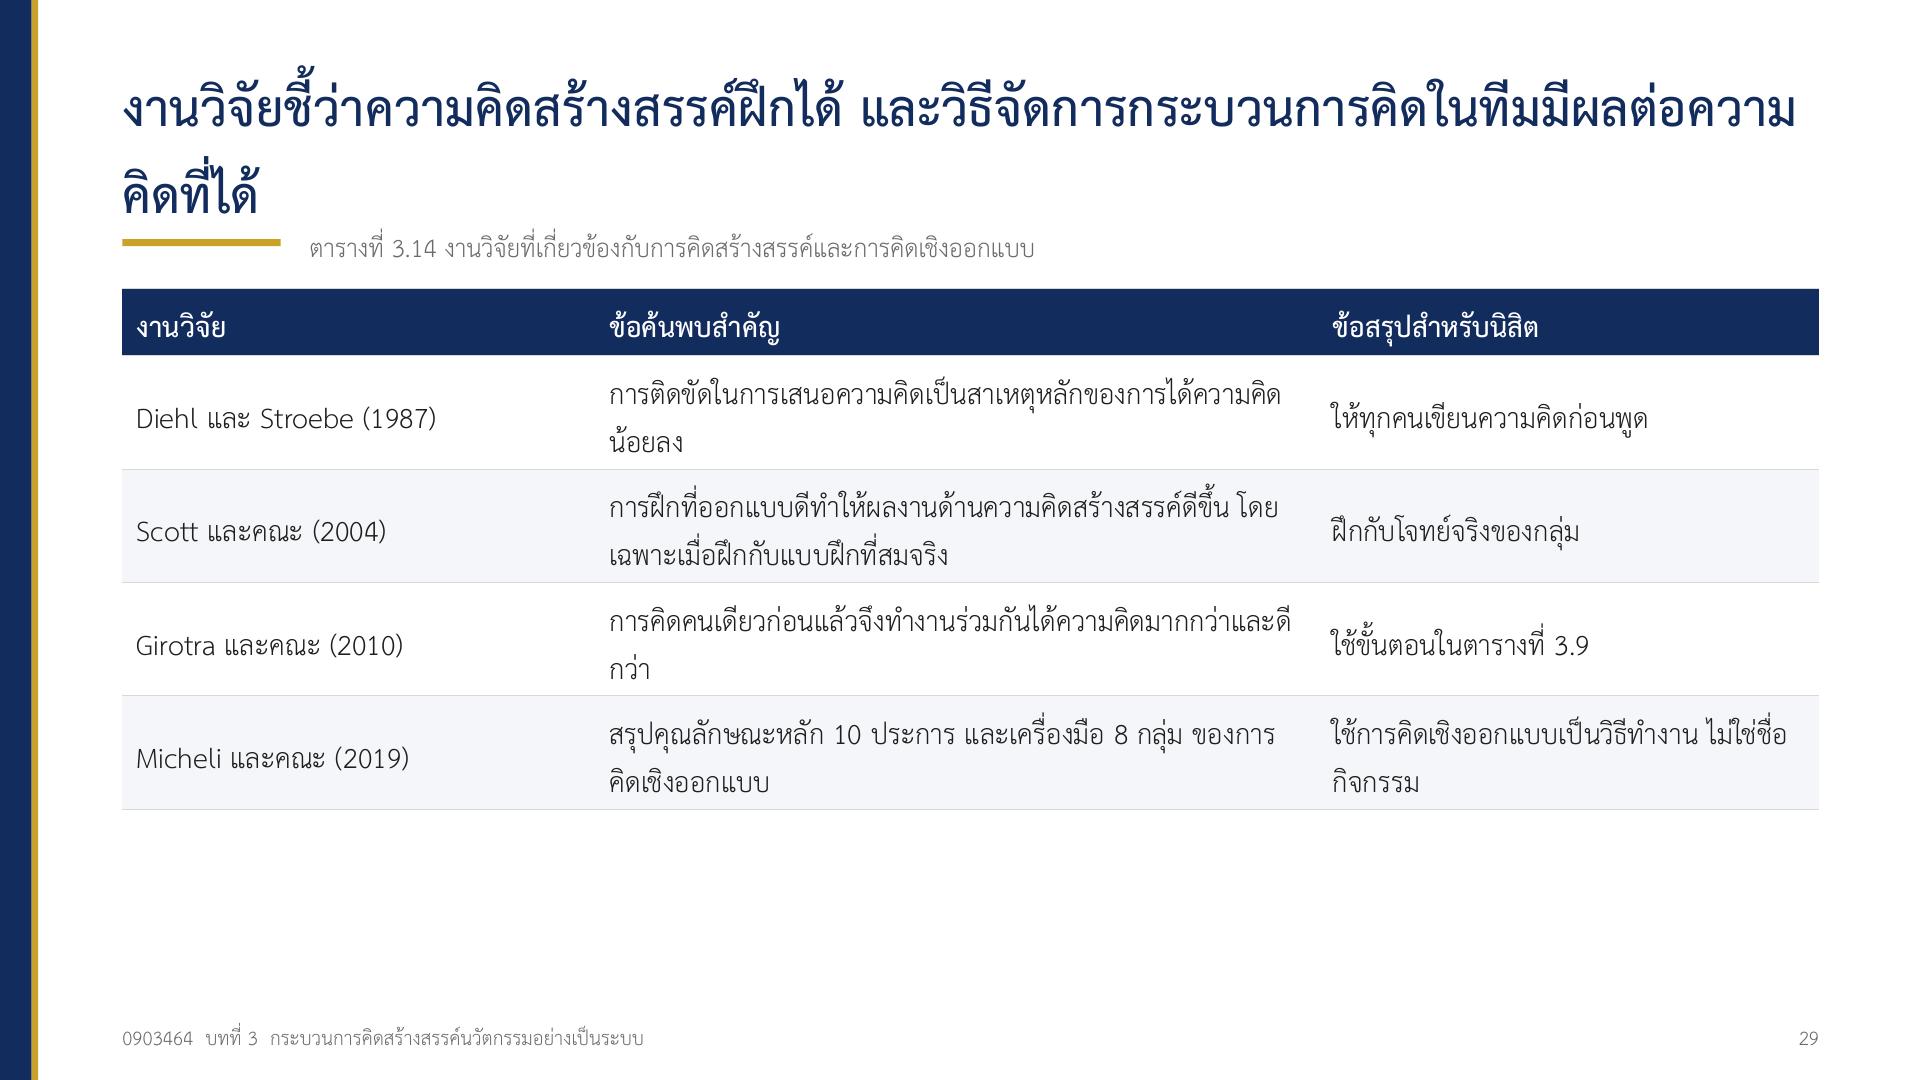 งานวิจัยชี้ว่าความคิดสร้างสรรค์ฝึกได้ และวิธีจัดการกระบวนการคิดในทีมมีผลต่อความ
คิดที่ได้
ตารางที่ 3.14 งานวิจัยที่เกี่ยวข้องกับการคิดสร้างสรรค์และการคิดเชิงออกแบบ
งานวิจัย ข้อค้นพบสำคัญ ข้อสรุปสำหรับนิสิต
Diehl และ Stroebe (1987)
การติดขัดในการเสนอความคิดเป็นสาเหตุหลักของการได้ความคิด
น้อยลง
ให้ทุกคนเขียนความคิดก่อนพูด
Scott และคณะ (2004)
การฝึกที่ออกแบบดีทำให้ผลงานด้านความคิดสร้างสรรค์ดีขึ้น โดย
เฉพาะเมื่อฝึกกับแบบฝึกที่สมจริง
ฝึกกับโจทย์จริงของกลุ่ม
Girotra และคณะ (2010)
การคิดคนเดียวก่อนแล้วจึงทำงานร่วมกันได้ความคิดมากกว่าและดี
กว่า
ใช้ขั้นตอนในตารางที่ 3.9
Micheli และคณะ (2019)
สรุปคุณลักษณะหลัก 10 ประการ และเครื่องมือ 8 กลุ่ม ของการ
คิดเชิงออกแบบ
ใช้การคิดเชิงออกแบบเป็นวิธีทำงาน ไม่ใช่ชื่อ
กิจกรรม
0903464 บทที่ 3 กระบวนการคิดสร้างสรรค์นวัตกรรมอย่างเป็นระบบ
29